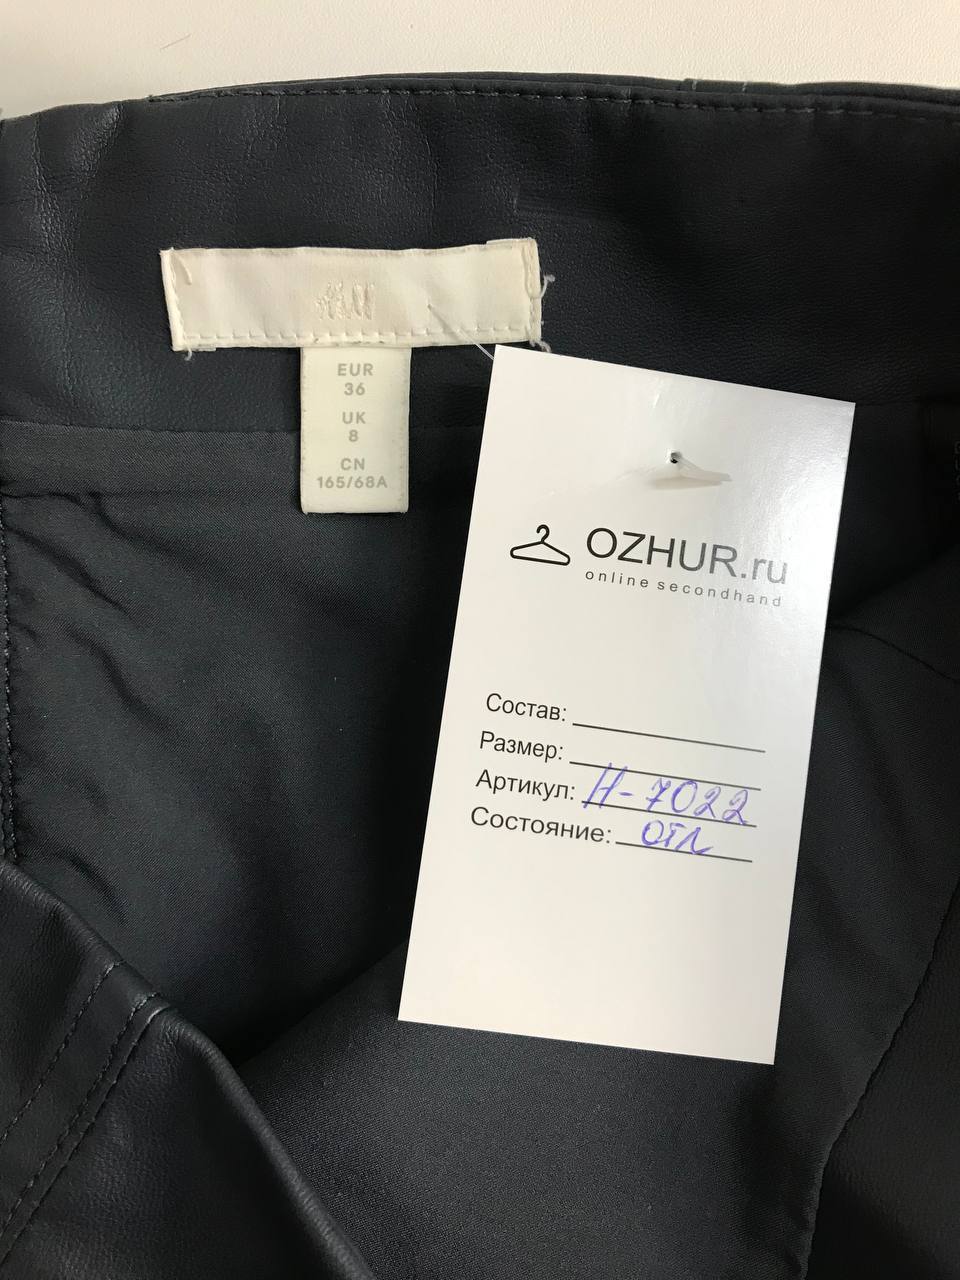 H&M
EUR
36
UK
8
CN
165/68A
OZHUR.ru
online secondhand
Состав:
Размер:
Артикул: Н-7022
Состояние: отл